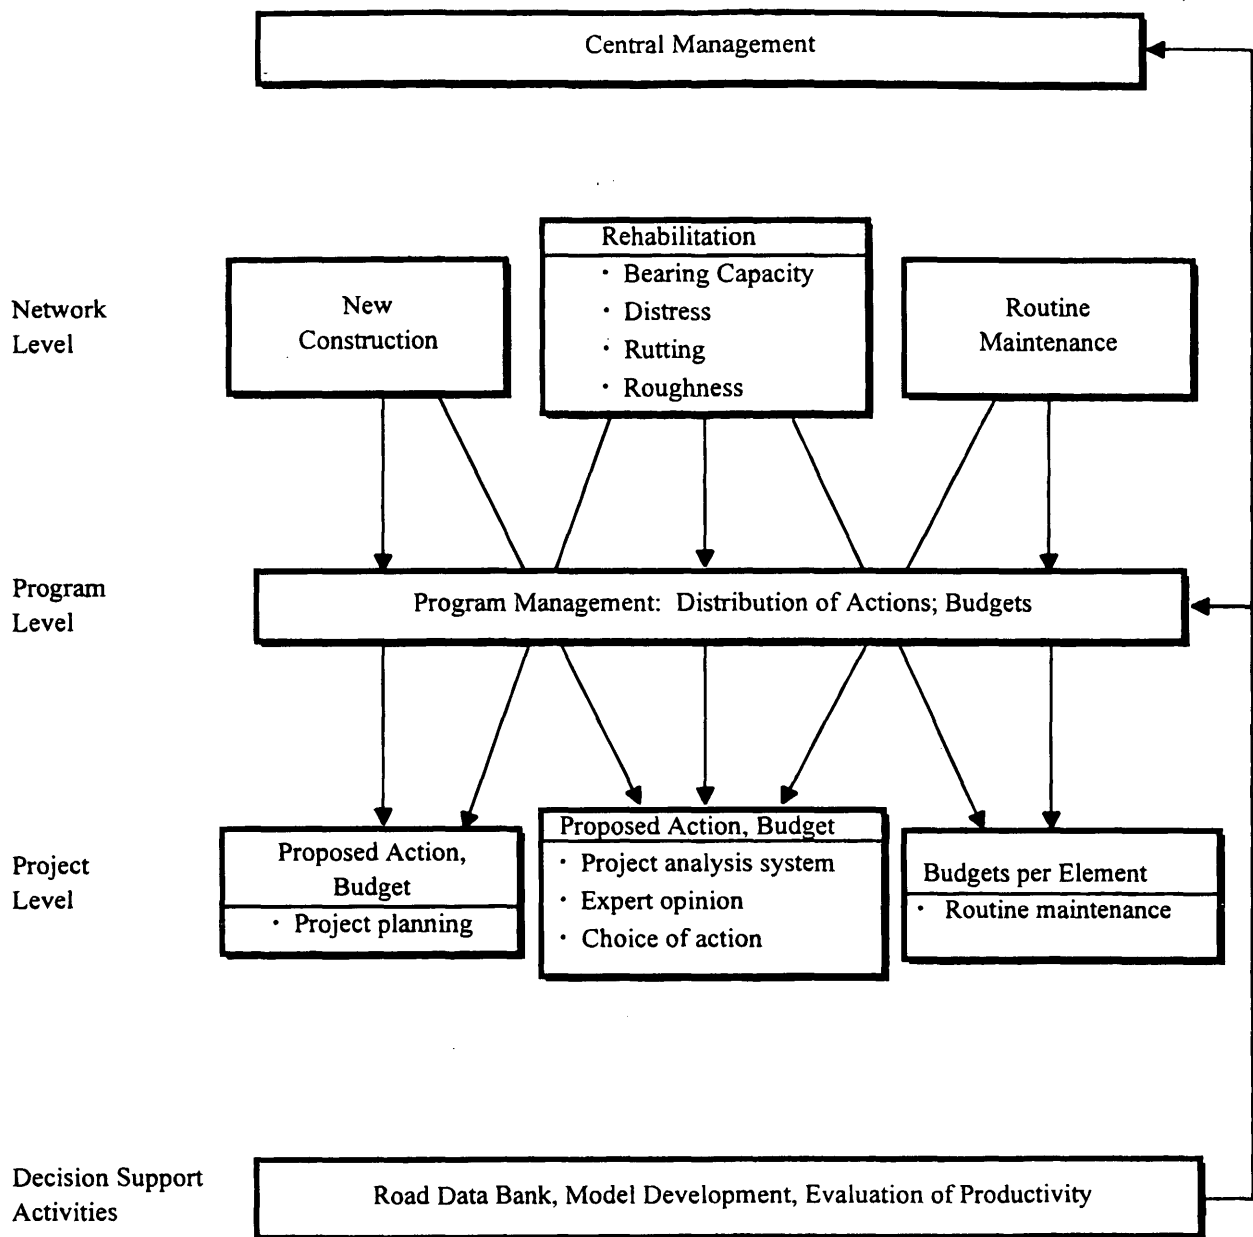 Central Management
Network
Level
New
Construction
Rehabilitation
· Bearing Capacity
· Distress
· Rutting
· Roughness
Routine
Maintenance
Program
Level
Program Management: Distribution of Actions; Budgets
Project
Level
Proposed Action,
Budget
· Project planning
Proposed Action, Budget
· Project analysis system
· Expert opinion
· Choice of action
Budgets per Element
· Routine maintenance
Decision Support
Activities
Road Data Bank, Model Development, Evaluation of Productivity